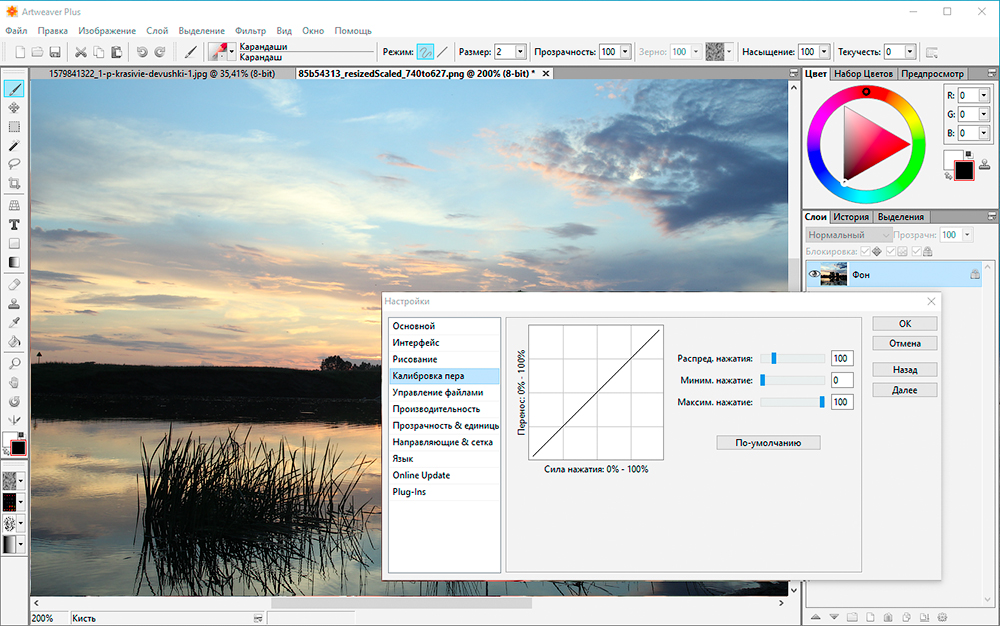 Artweaver Plus
Файл Правка Изображение Слой Выделение Фильтр Вид Окно Помощь
Карандаши
Карандаш
Режим: Размер: 2 Прозрачность: 100 Зерно: 100 Насыщение: 100 Текучесть: 0
1579841322_1-p-krasivie-devushki-1.jpg @ 35,41% (8-bit)
85b54313_resizedScaled_740to627.png @ 200% (8-bit) *
Цвет Набор Цветов Предпросмотр
R: 0
G: 0
B: 0
Слои История Выделения
Нормальный Прозрачн: 100
Блокировка:
Фон
Настройки
Основной
Интерфейс
Рисование
Калибровка пера
Управление файлами
Производительность
Прозрачность & единицы
Направляющие & сетка
Язык
Online Update
Plug-Ins
Перенос: 0% - 100%
Сила нажатия: 0% - 100%
Распред. нажатия: 100
Миним. нажатие: 0
Максим. нажатие: 100
По-умолчанию
OK
Отмена
Назад
Далее
200% Кисть